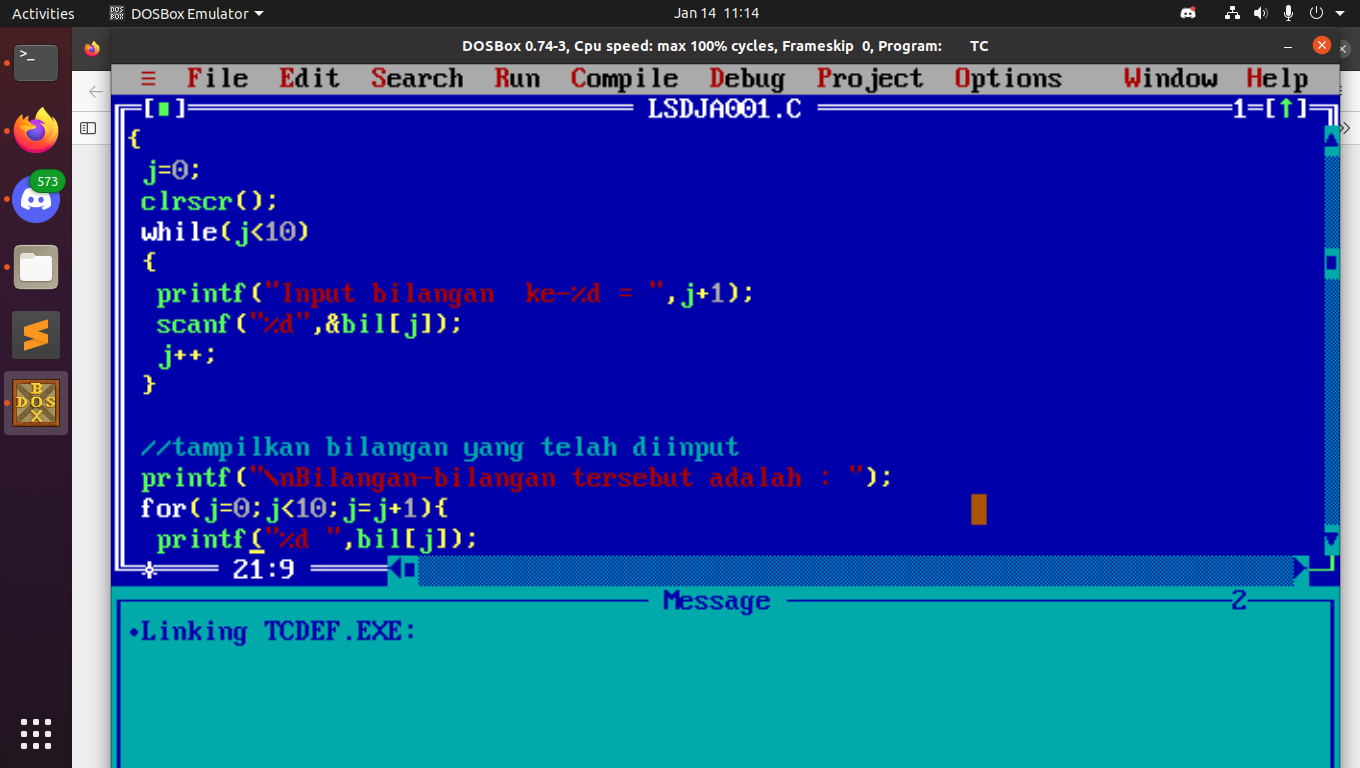 Activities DOSBox Emulator Jan 14 11:14
DOSBox 0.74-3, Cpu speed: max 100% cycles, Frameskip 0, Program: TC
≡ File Edit Search Run Compile Debug Project Options Window Help
[■] LSDJA001.C 1=[↑]
{
j=0;
clrscr();
while(j<10)
{
printf("Input bilangan  ke-%d = ",j+1);
scanf("%d",&bil[j]);
j++;
}
//tampilkan bilangan yang telah diinput
printf("\nBilangan-bilangan tersebut adalah : ");
for(j=0;j<10;j=j+1){
printf("%d ",bil[j]);
21:9
Message 2
•Linking TCDEF.EXE:
573
>_
DOS
BOX